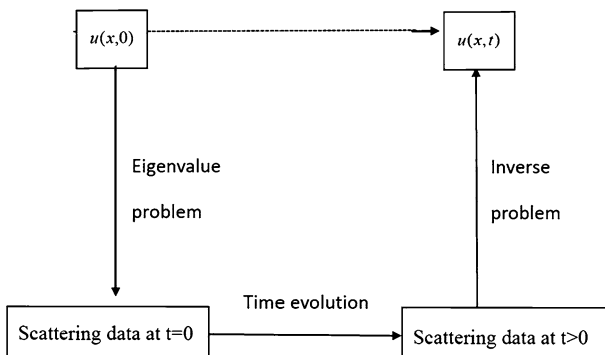 u(x,0)
u(x,t)
Eigenvalue
problem
Inverse
problem
Time evolution
Scattering data at t=0
Scattering data at t>0